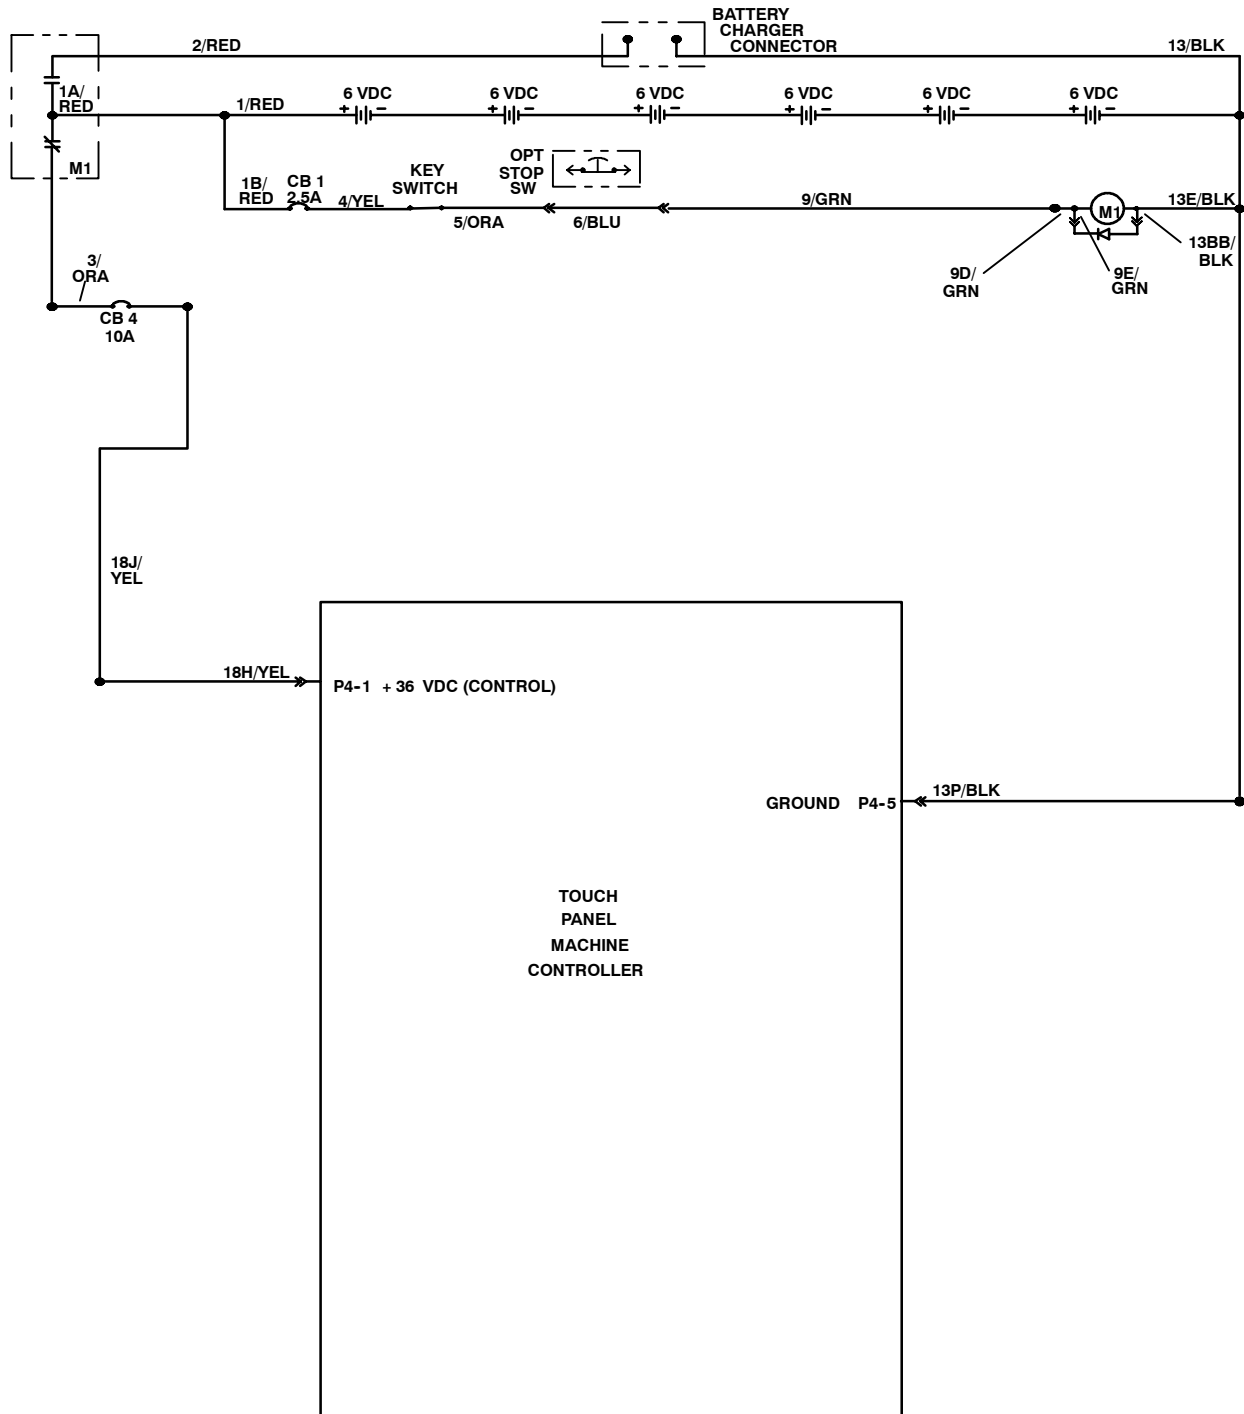 BATTERY
CHARGER
CONNECTOR
2/RED
13/BLK
1A/
RED
1/RED
6 VDC
6 VDC
6 VDC
6 VDC
6 VDC
6 VDC
+ -
+ -
+ -
+ -
+ -
+ -
M1
1B/
RED
CB 1
2.5A
4/YEL
KEY
SWITCH
5/ORA
OPT
STOP
SW
6/BLU
9/GRN
M1
13E/BLK
13BB/
BLK
9D/
GRN
9E/
GRN
3/
ORA
CB 4
10A
18J/
YEL
18H/YEL
P4-1 + 36 VDC (CONTROL)
GROUND P4-5
13P/BLK
TOUCH
PANEL
MACHINE
CONTROLLER